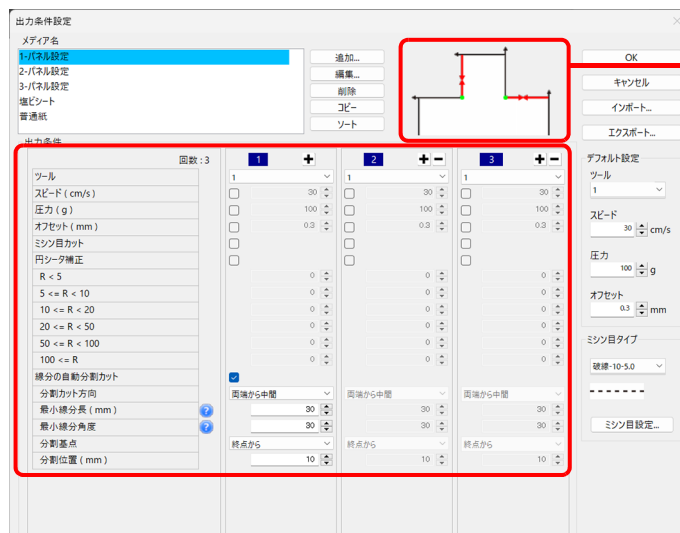 出力条件設定
メディア名
1-パネル設定
2-パネル設定
3-パネル設定
塩ビシート
普通紙
追加...
編集...
削除
コピー
ソート
OK
キャンセル
インポート...
エクスポート...
出力条件
回数 : 3 1 + 2 + - 3 + -
ツール 1 1 1
スピード ( cm/s ) 30 30 30
圧力 ( g ) 100 100 100
オフセット ( mm ) 0.3 0.3 0.3
ミシン目カット
円シータ補正
R < 5 0 0 0
5 <= R < 10 0 0 0
10 <= R < 20 0 0 0
20 <= R < 50 0 0 0
50 <= R < 100 0 0 0
100 <= R 0 0 0
線分の自動分割カット
分割カット方向 両端から中間 両端から中間 両端から中間
最小線分長 ( mm ) ? 30 30 30
最小線分角度 ? 30 30 30
分割基点 終点から 終点から 終点から
分割位置 ( mm ) 10 10 10
デフォルト設定
ツール
1
スピード
30 cm/s
圧力
100 g
オフセット
0.3 mm
ミシン目タイプ
破線-10-5.0
ミシン目設定...